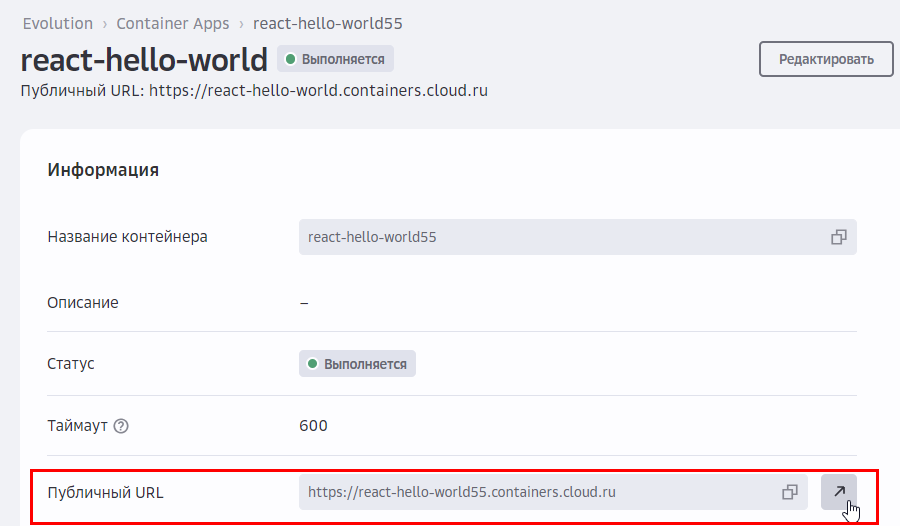 Evolution › Container Apps › react-hello-world55
react-hello-world Выполняется
Редактировать
Публичный URL: https://react-hello-world.containers.cloud.ru
Информация
Название контейнера react-hello-world55
Описание –
Статус Выполняется
Таймаут ? 600
Публичный URL https://react-hello-world55.containers.cloud.ru